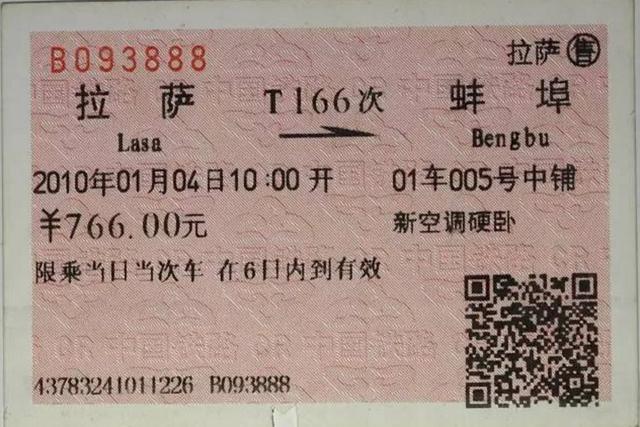 B093888 拉萨售
拉 萨 T166次 蚌 埠
Lasa Bengbu
2010年01月04日10:00开 01车005号中铺
￥766.00元 新空调硬卧
限乘当日当次车 在6日内到有效
43783241011226 B093888